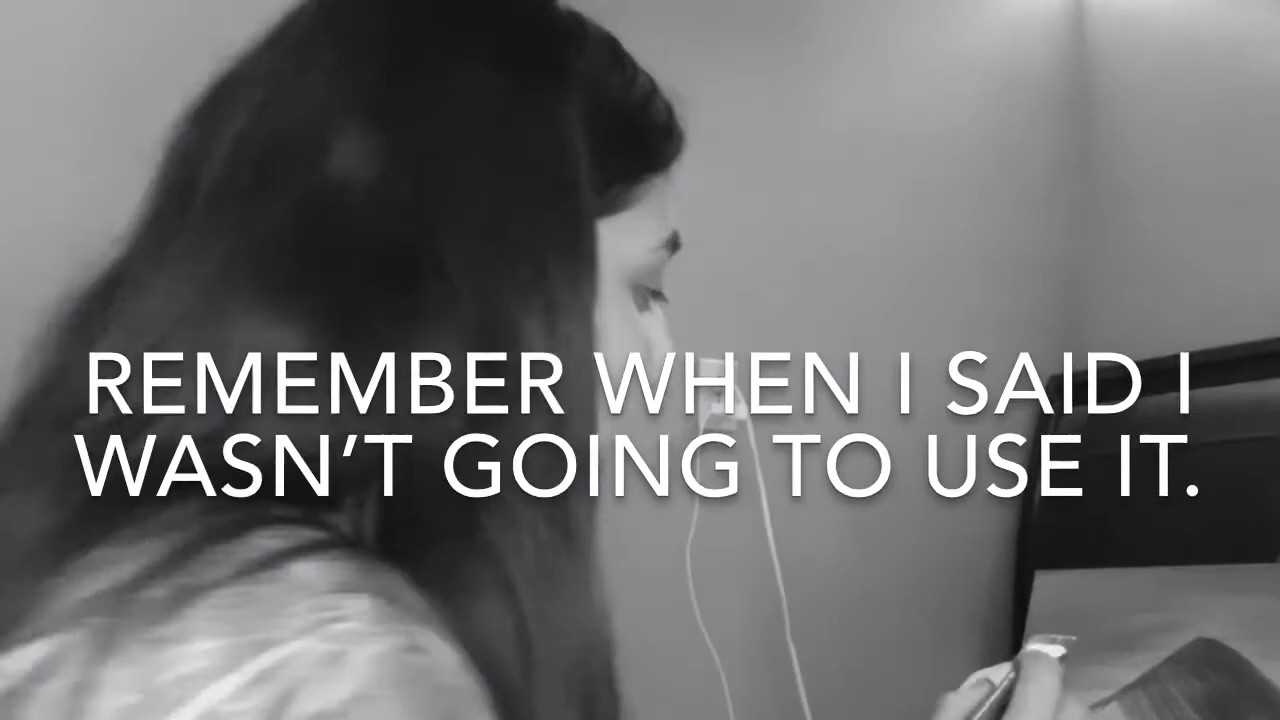 REMEMBER WHEN I SAID I
WASN'T GOING TO USE IT.